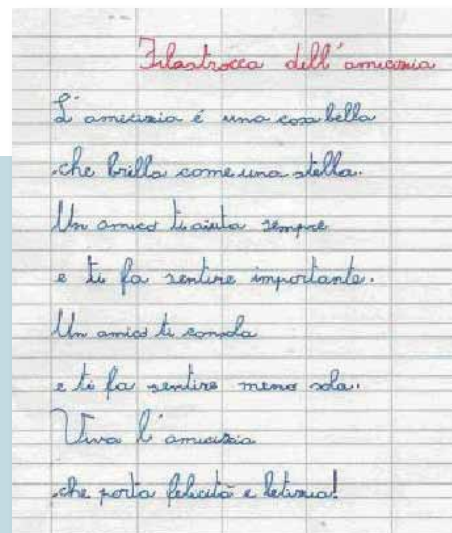 Filastrocca dell'amicizia
L'amicizia é una cosa bella
che brilla come una stella.
Un amico ti aiuta sempre
e ti fa sentire importante.
Un amico ti consola
e ti fa sentire meno sola.
Viva l'amicizia
che porta felicità e letizia!